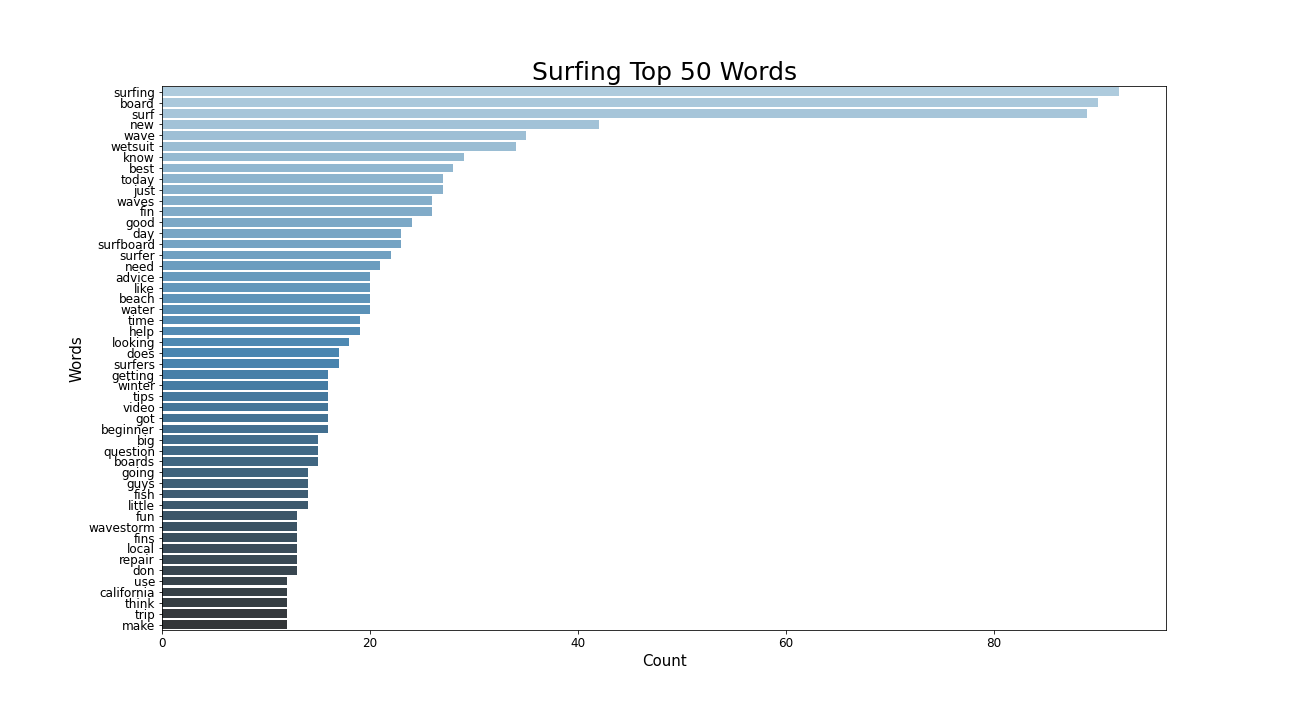 Surfing Top 50 Words
surfing
board
surf
new
wave
wetsuit
know
best
today
just
waves
fin
good
day
surfboard
surfer
need
advice
like
beach
water
time
help
looking
does
surfers
getting
winter
tips
video
got
beginner
big
question
boards
going
guys
fish
little
fun
wavestorm
fins
local
repair
don
use
california
think
trip
make
Words
0 20 40 60 80
Count